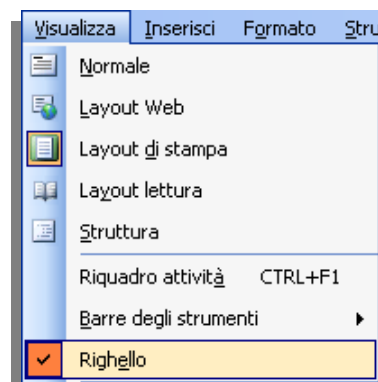 Visualizza Inserisci Formato Stru
Normale
Layout Web
Layout di stampa
Layout lettura
Struttura
Riquadro attività CTRL+F1
Barre degli strumenti
Righello